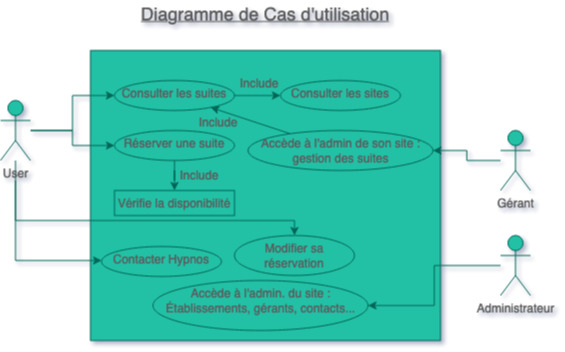 Diagramme de Cas d'utilisation
Consulter les suites
Include
Consulter les sites
Include
Réserver une suite
Accède à l'admin de son site :
gestion des suites
Include
User
Vérifie la disponibilité
Gérant
Modifier sa
réservation
Contacter Hypnos
Accède à l'admin. du site :
Établissements, gérants, contacts...
Administrateur